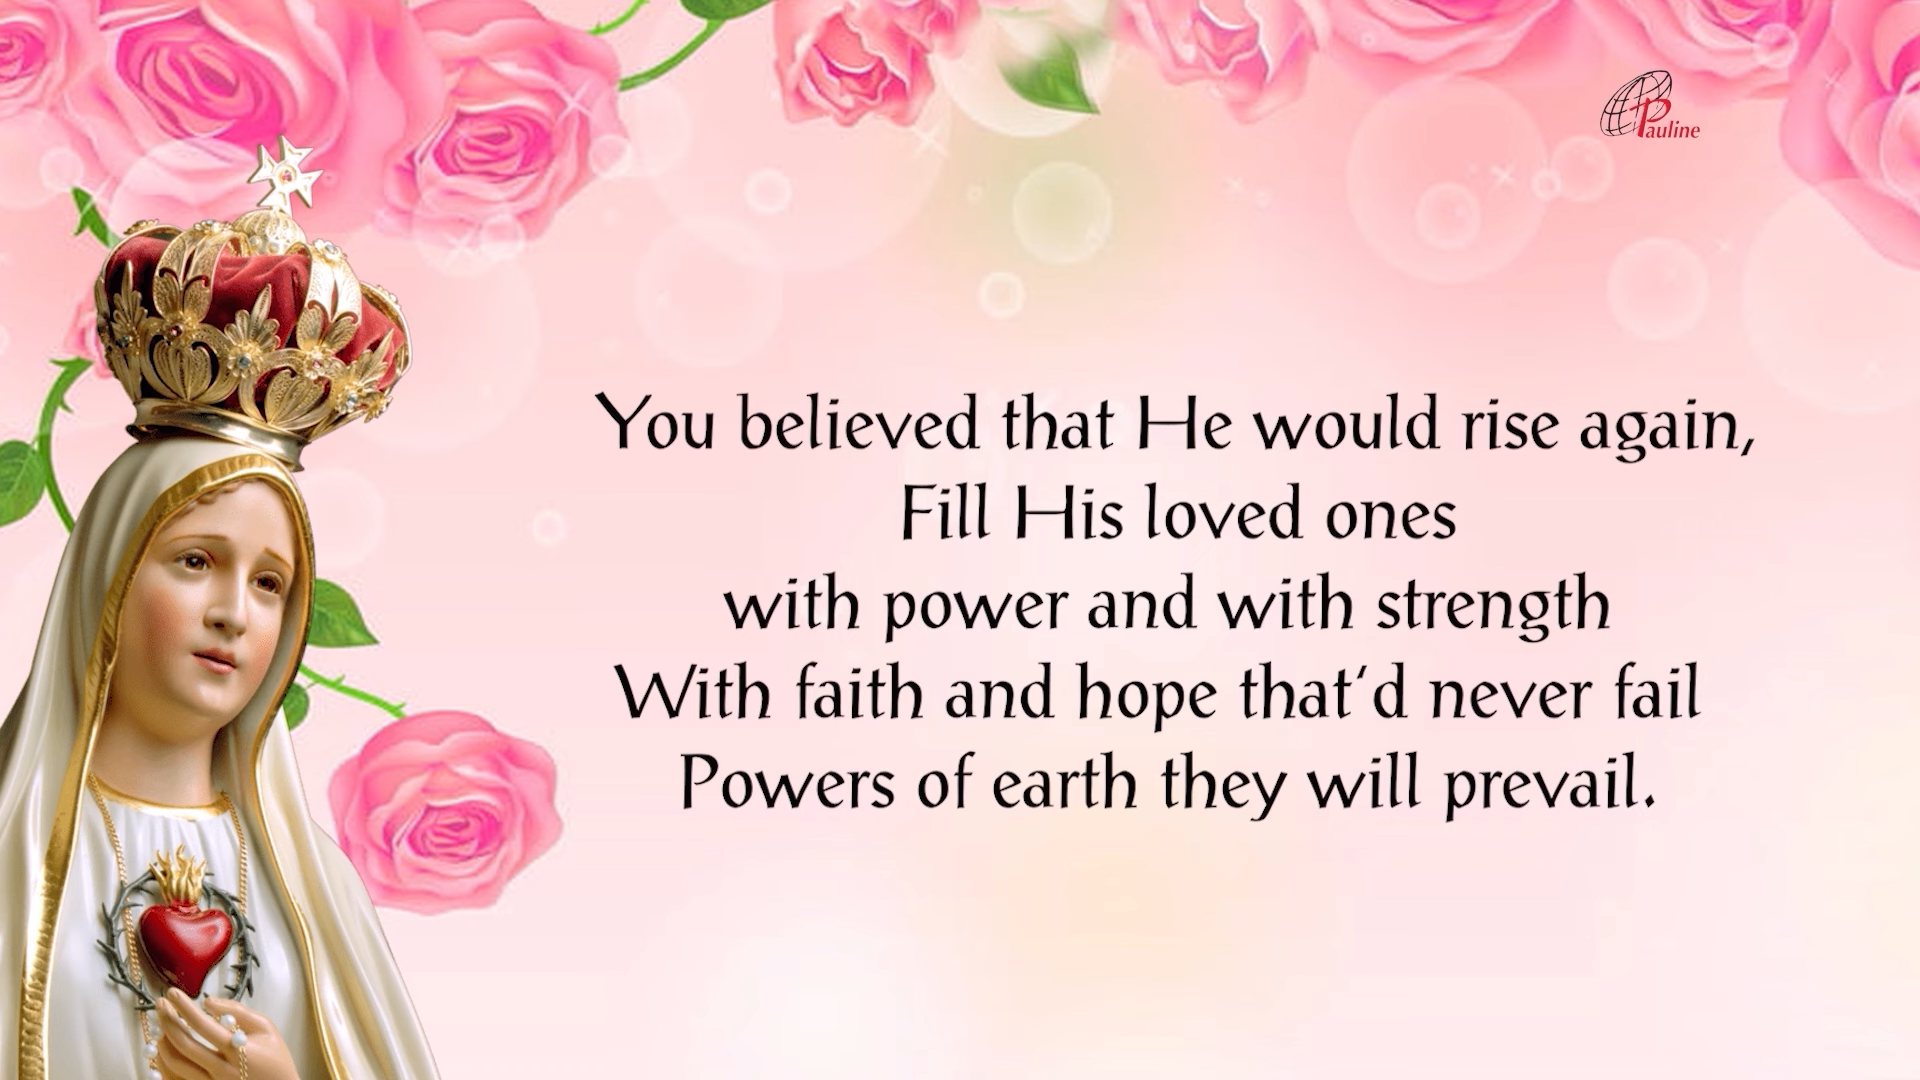 Pauline
You believed that He would rise again,
Fill His loved ones
with power and with strength
With faith and hope that'd never fail
Powers of earth they will prevail.